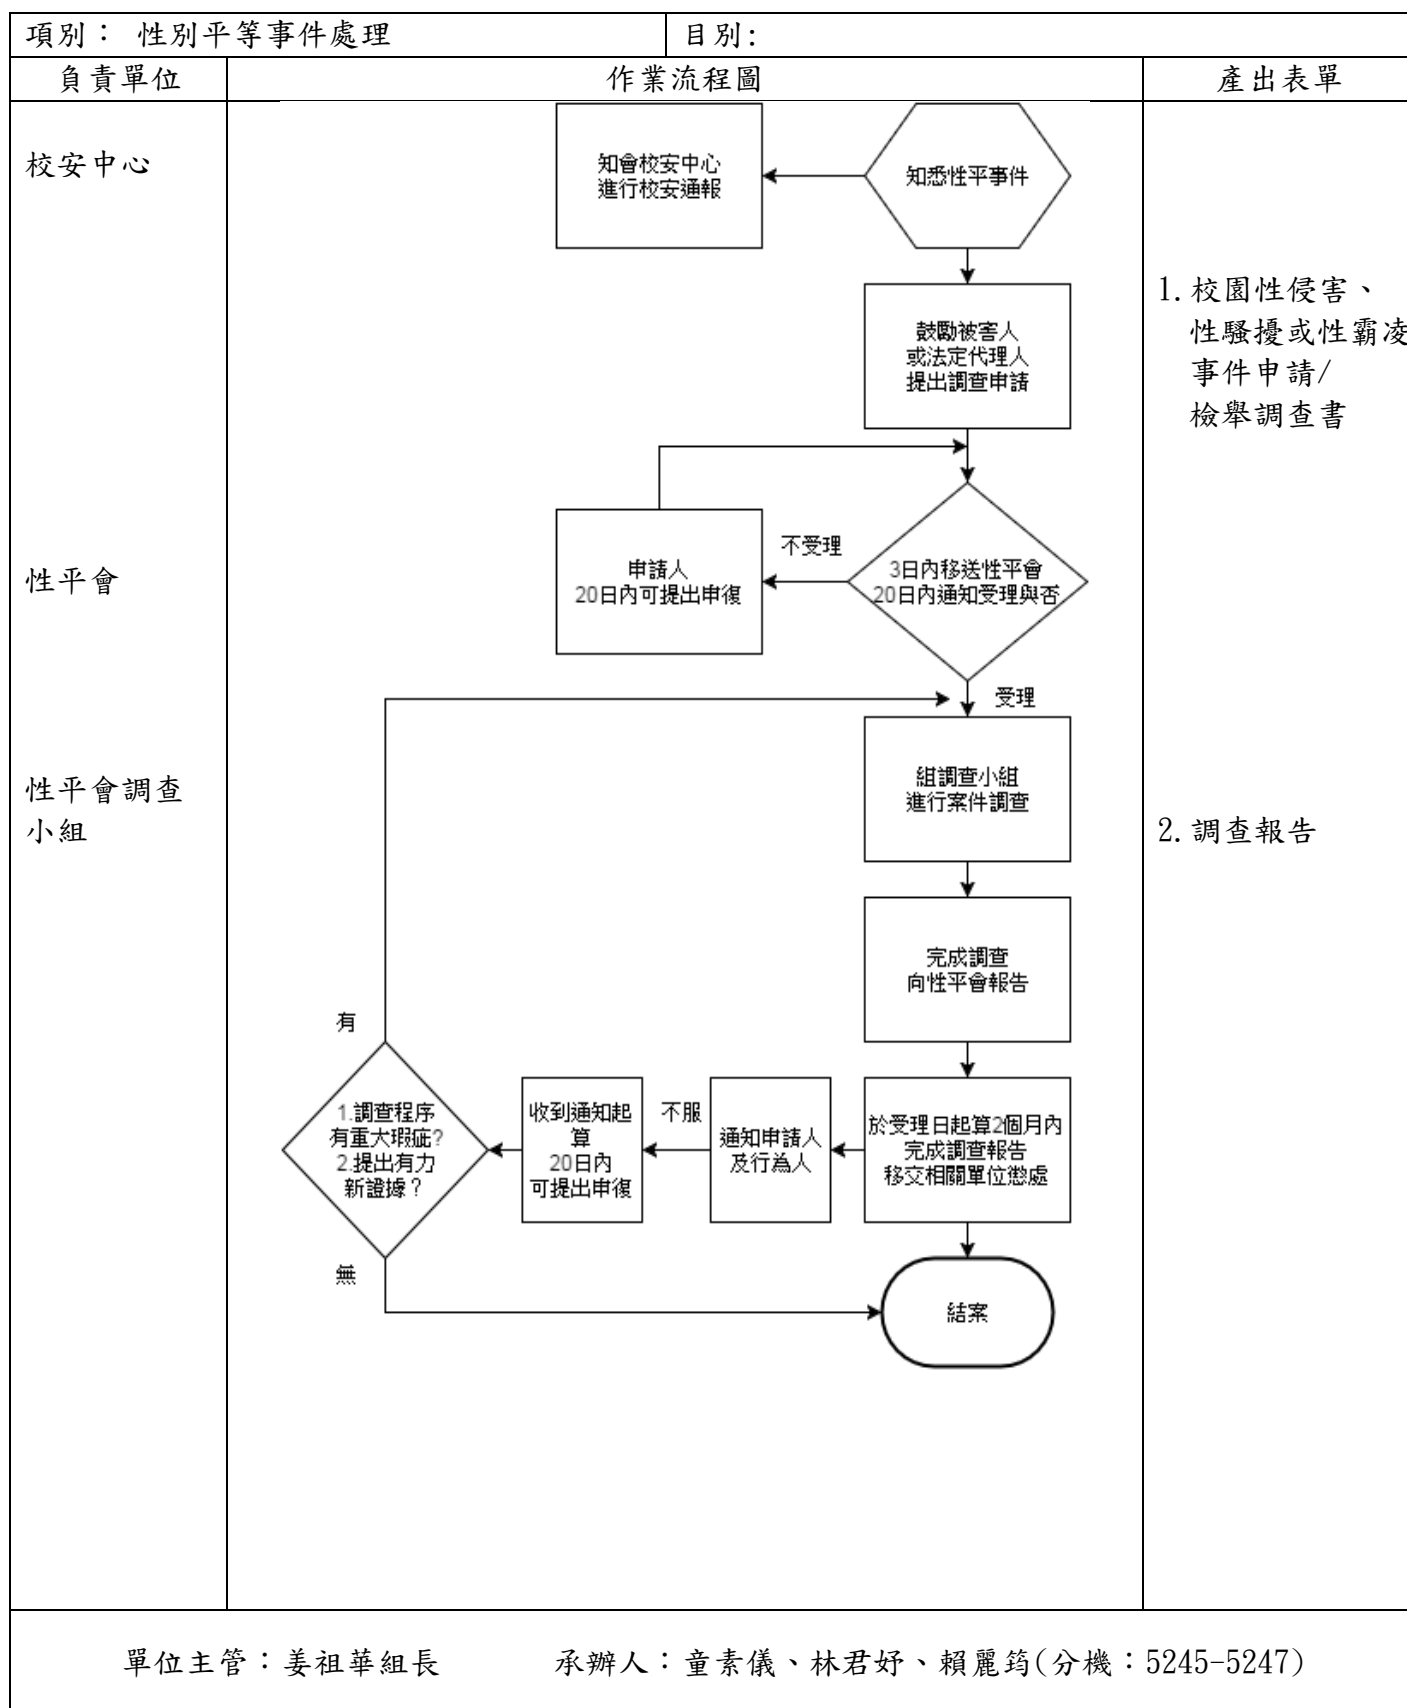 項別： 性別平等事件處理
目別:
負責單位
作業流程圖
產出表單
校安中心
知會校安中心
進行校安通報
知悉性平事件
鼓勵被害人
或法定代理人
提出調查申請
1.校園性侵害、
性騷擾或性霸凌
事件申請/
檢舉調查書
性平會
申請人
20日內可提出申復
不受理
3日內移送性平會
20日內通知受理與否
受理
性平會調查
小組
組調查小組
進行案件調查
2.調查報告
完成調查
向性平會報告
有
1.調查程序
有重大瑕疵?
2.提出有力
新證據？
收到通知起
算
20日內
可提出申復
不服
通知申請人
及行為人
於受理日起算2個月內
完成調查報告
移交相關單位懲處
無
結案
單位主管：姜祖華組長
承辦人：童素儀、林君妤、賴麗筠(分機：5245-5247)